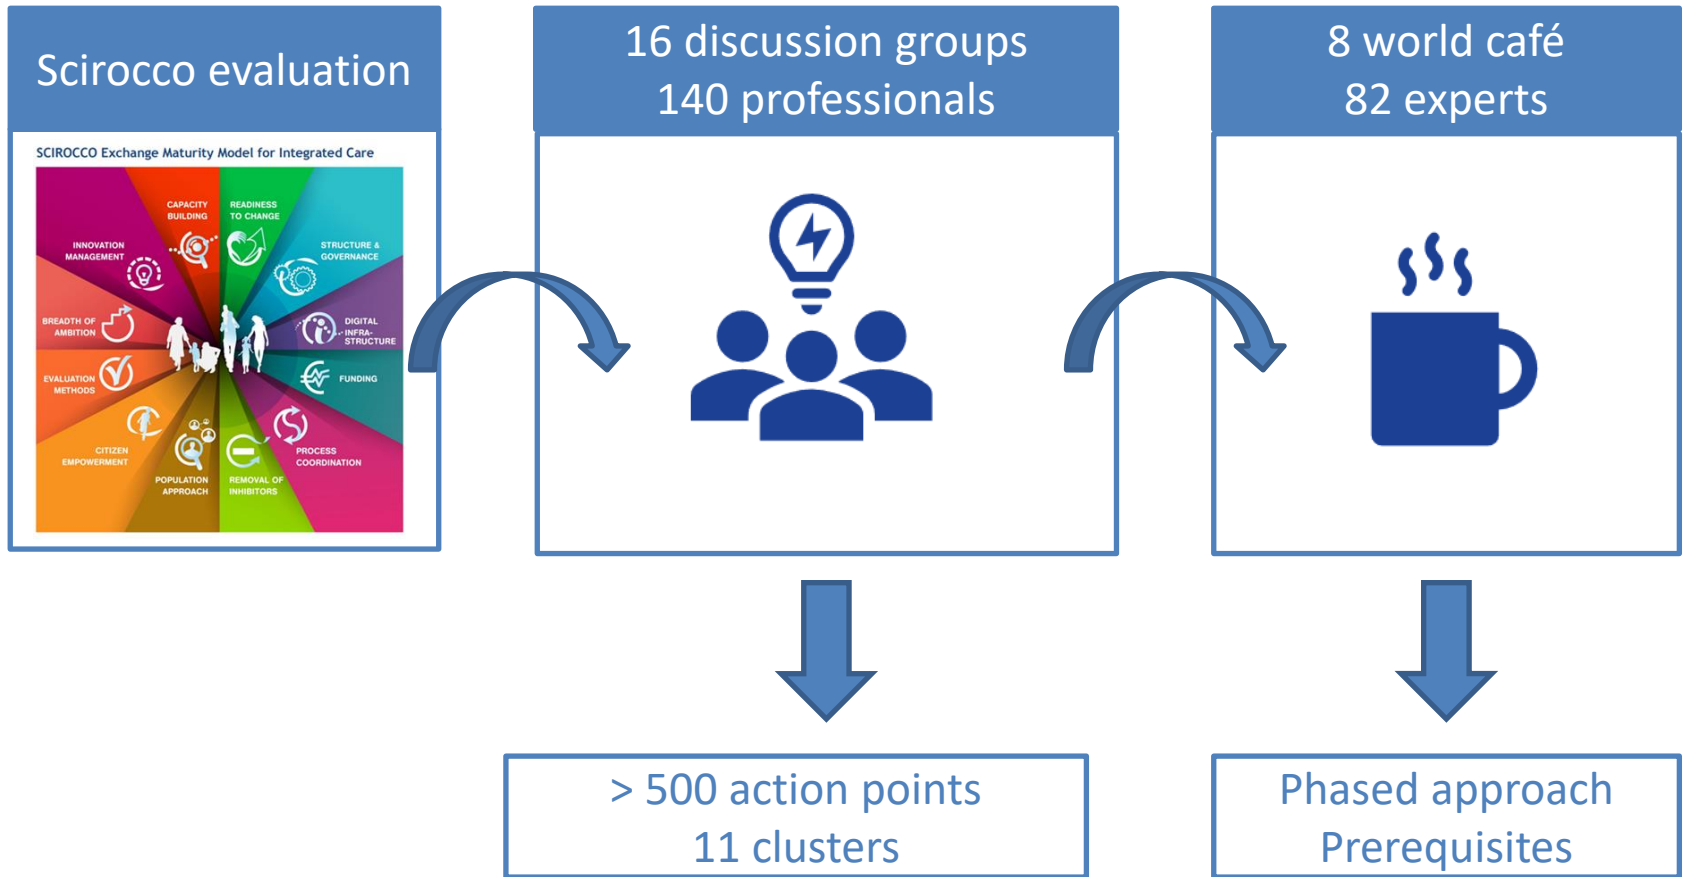 Scirocco evaluation
16 discussion groups
140 professionals
8 world café
82 experts
SCIROCCO Exchange Maturity Model for Integrated Care
CAPACITY
BUILDING
READINESS
TO CHANGE
INNOVATION
MANAGEMENT
STRUCTURE &
GOVERNANCE
BREADTH OF
AMBITION
DIGITAL
INFRA-
STRUCTURE
EVALUATION
METHODS
FUNDING
CITIZEN
EMPOWERMENT
PROCESS
COORDINATION
POPULATION
APPROACH
REMOVAL OF
INHIBITORS
> 500 action points
11 clusters
Phased approach
Prerequisites